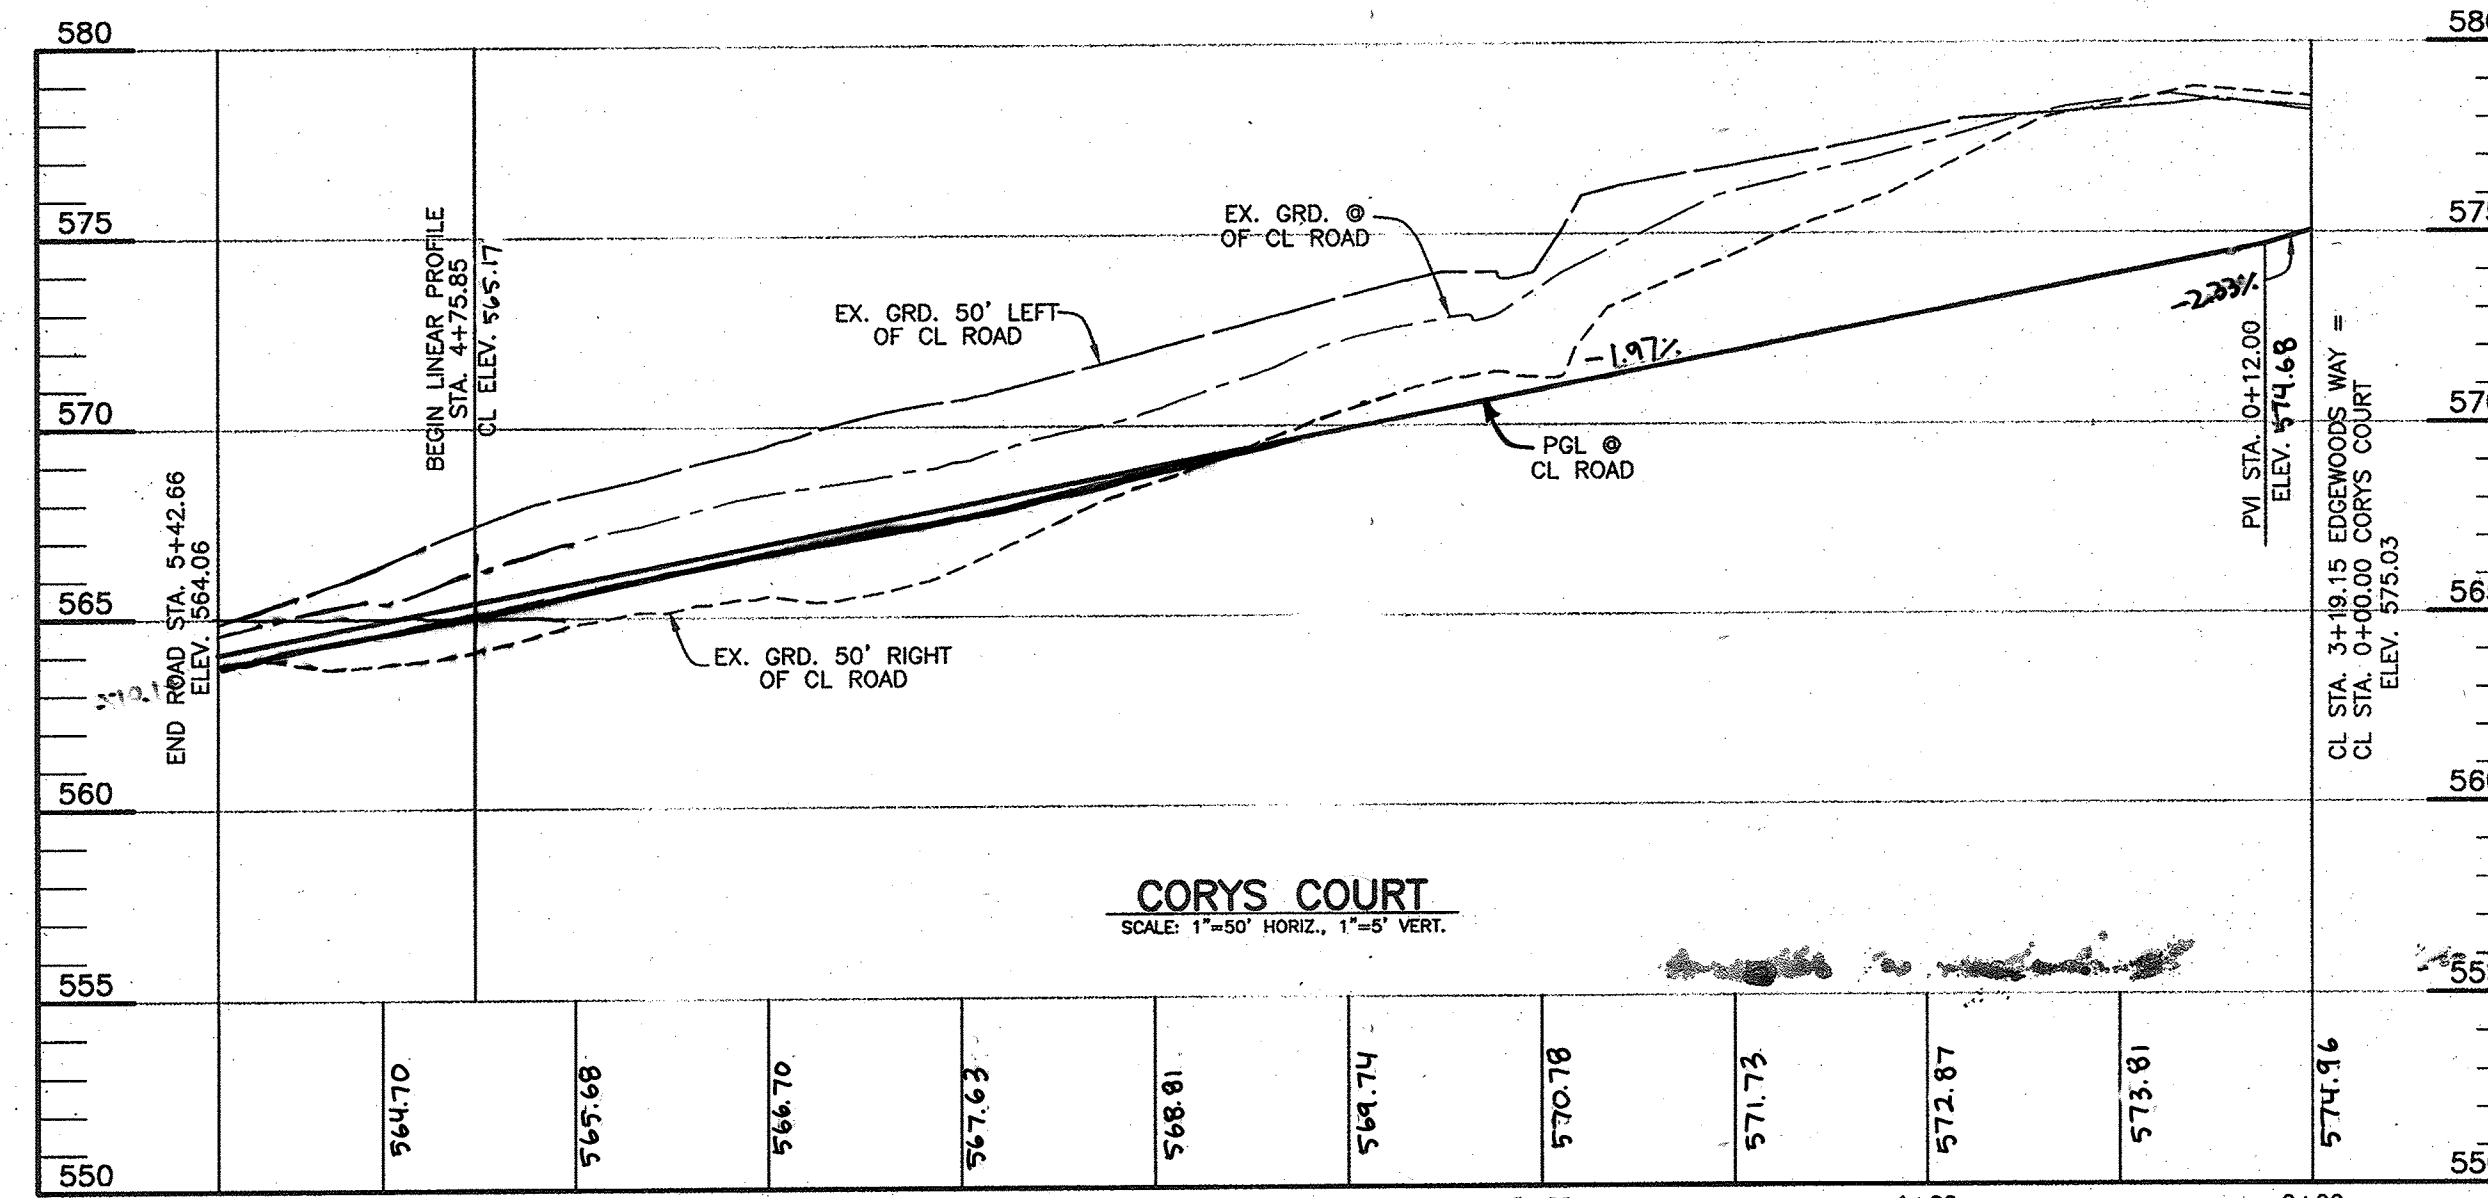 580
580
575
570
565
560
555
550
BEGIN LINEAR PROFILE
STA. 4+75.85
CL ELEV. 565.17
END ROAD STA. 5+42.66
ELEV. 564.06
EX. GRD. 50' LEFT
OF CL ROAD
EX. GRD. @
OF CL ROAD
EX. GRD. 50' RIGHT
OF CL ROAD
-1.97%
PGL @
CL ROAD
-2.33%
PVI STA. 0+12.00
ELEV. 574.68
CL STA. 3+19.15 EDGEWOODS WAY =
CL STA. 0+00.00 CORYS COURT
ELEV. 575.03
CORYS COURT
SCALE: 1"=50' HORIZ., 1"=5' VERT.
564.70
565.68
566.70
567.63
568.81
569.74
570.78
571.73
572.87
573.81
574.96